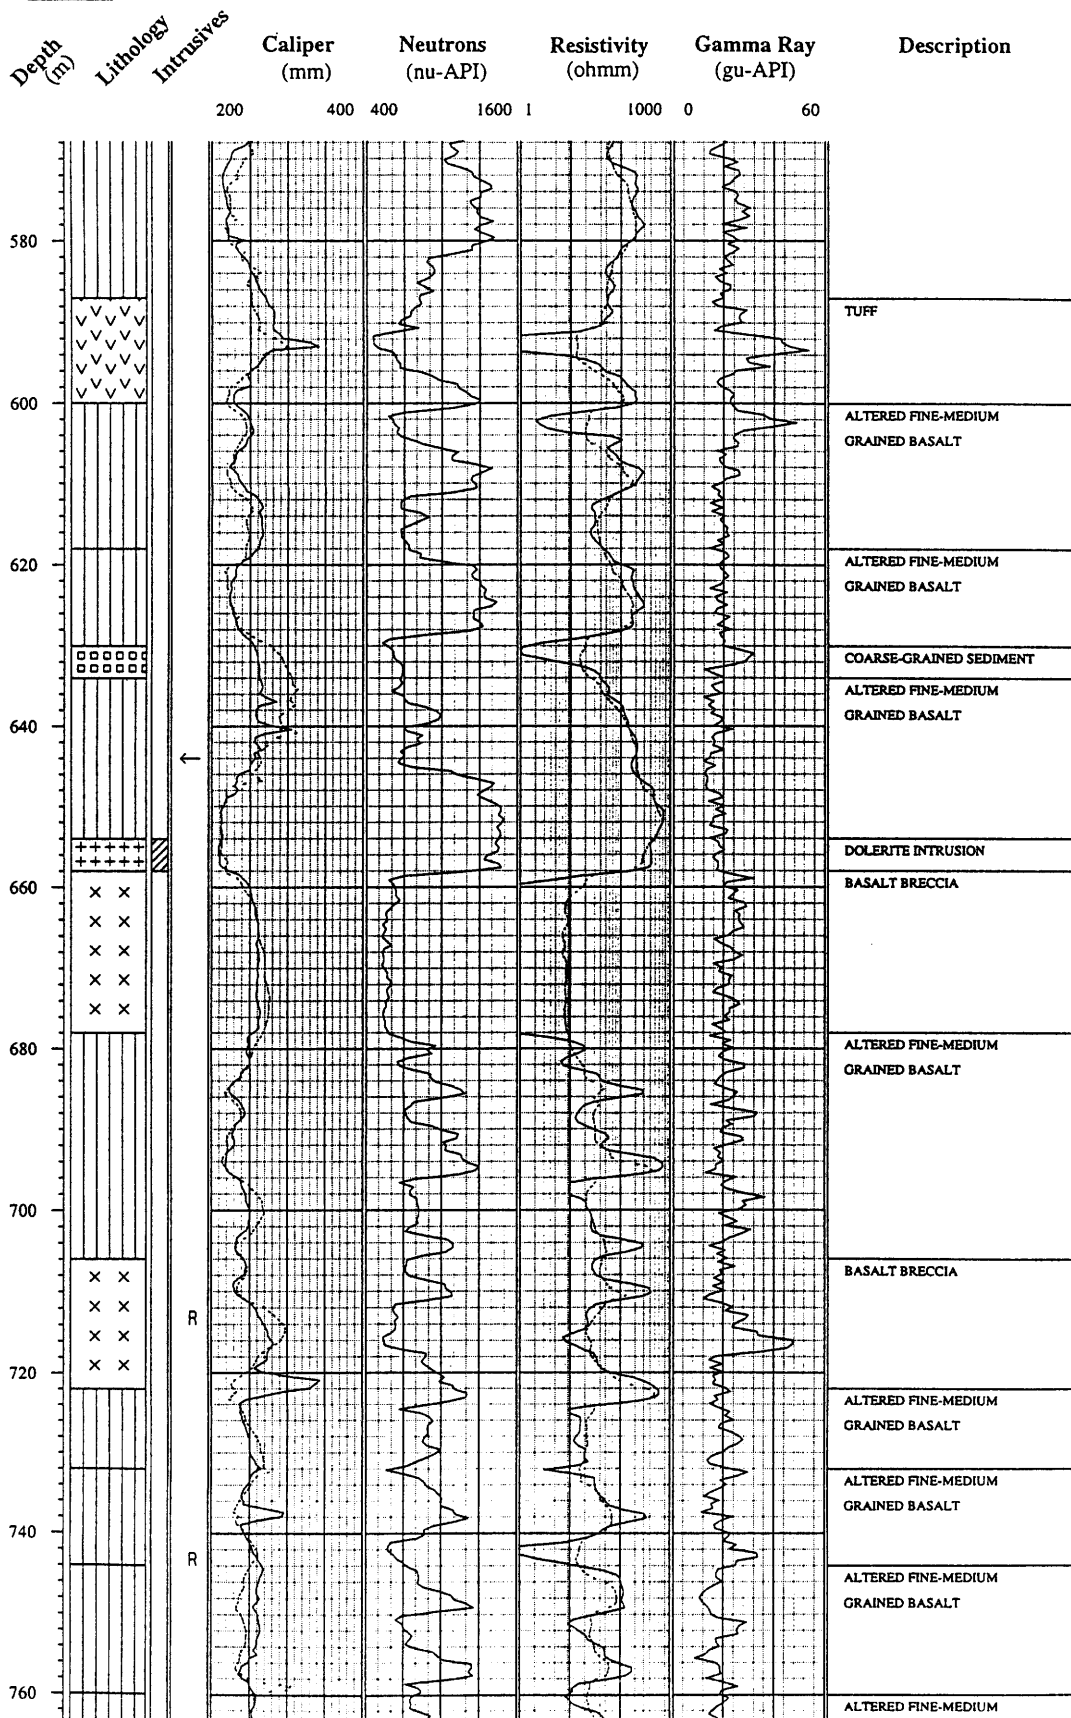 Depth (m) Lithology Intrusives Caliper (mm) Neutrons (nu-API) Resistivity (ohmm) Gamma Ray (gu-API) Description
200 400 400 1600 1 1000 0 60
580
TUFF
600
ALTERED FINE-MEDIUM
GRAINED BASALT
ALTERED FINE-MEDIUM
620
GRAINED BASALT
COARSE-GRAINED SEDIMENT
ALTERED FINE-MEDIUM
GRAINED BASALT
640
←
DOLERITE INTRUSION
660
BASALT BRECCIA
680
ALTERED FINE-MEDIUM
GRAINED BASALT
700
BASALT BRECCIA
R
720
ALTERED FINE-MEDIUM
GRAINED BASALT
ALTERED FINE-MEDIUM
GRAINED BASALT
740
R
ALTERED FINE-MEDIUM
GRAINED BASALT
760
ALTERED FINE-MEDIUM